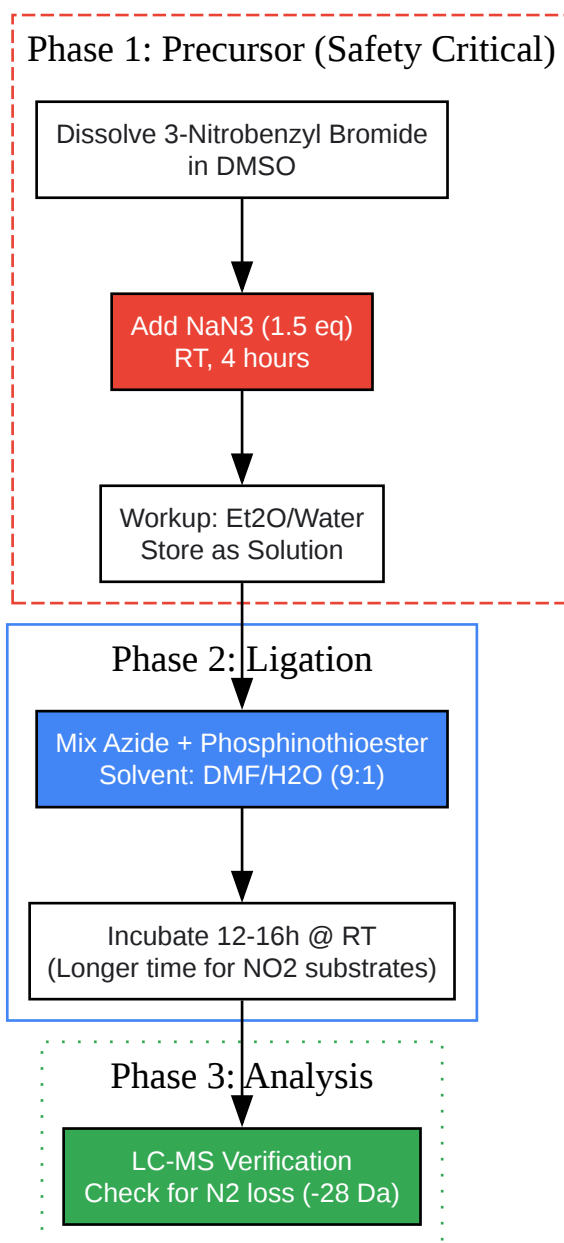 Phase 1: Precursor (Safety Critical)
Dissolve 3-Nitrobenzyl Bromide
in DMSO
Add NaN3 (1.5 eq)
RT, 4 hours
Workup: Et2O/Water
Store as Solution
Phase 2: Ligation
Mix Azide + Phosphinothioester
Solvent: DMF/H2O (9:1)
Incubate 12-16h @ RT
(Longer time for NO2 substrates)
Phase 3: Analysis
LC-MS Verification
Check for N2 loss (-28 Da)